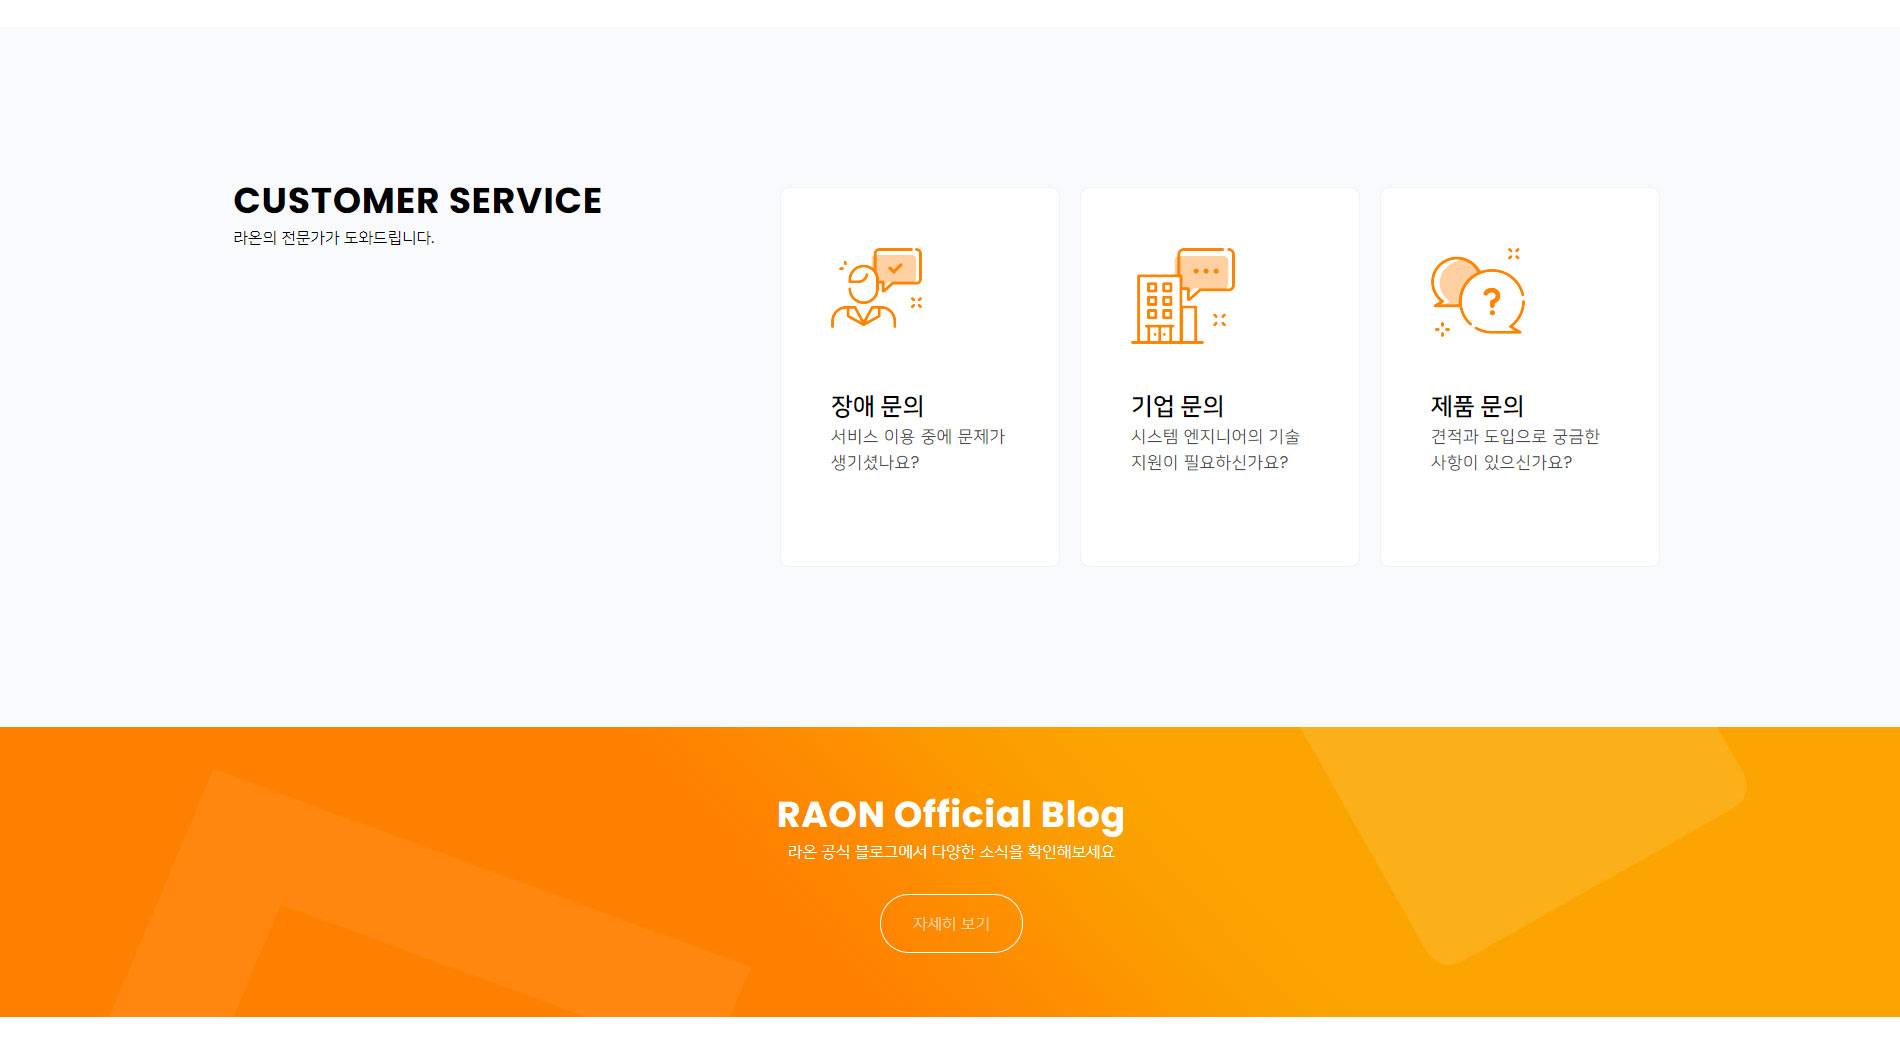 CUSTOMER SERVICE
라온의 전문가가 도와드립니다.
장애 문의
서비스 이용 중에 문제가
생기셨나요?
기업 문의
시스템 엔지니어의 기술
지원이 필요하신가요?
제품 문의
견적과 도입으로 궁금한
사항이 있으신가요?
RAON Official Blog
라온 공식 블로그에서 다양한 소식을 확인해보세요
자세히 보기